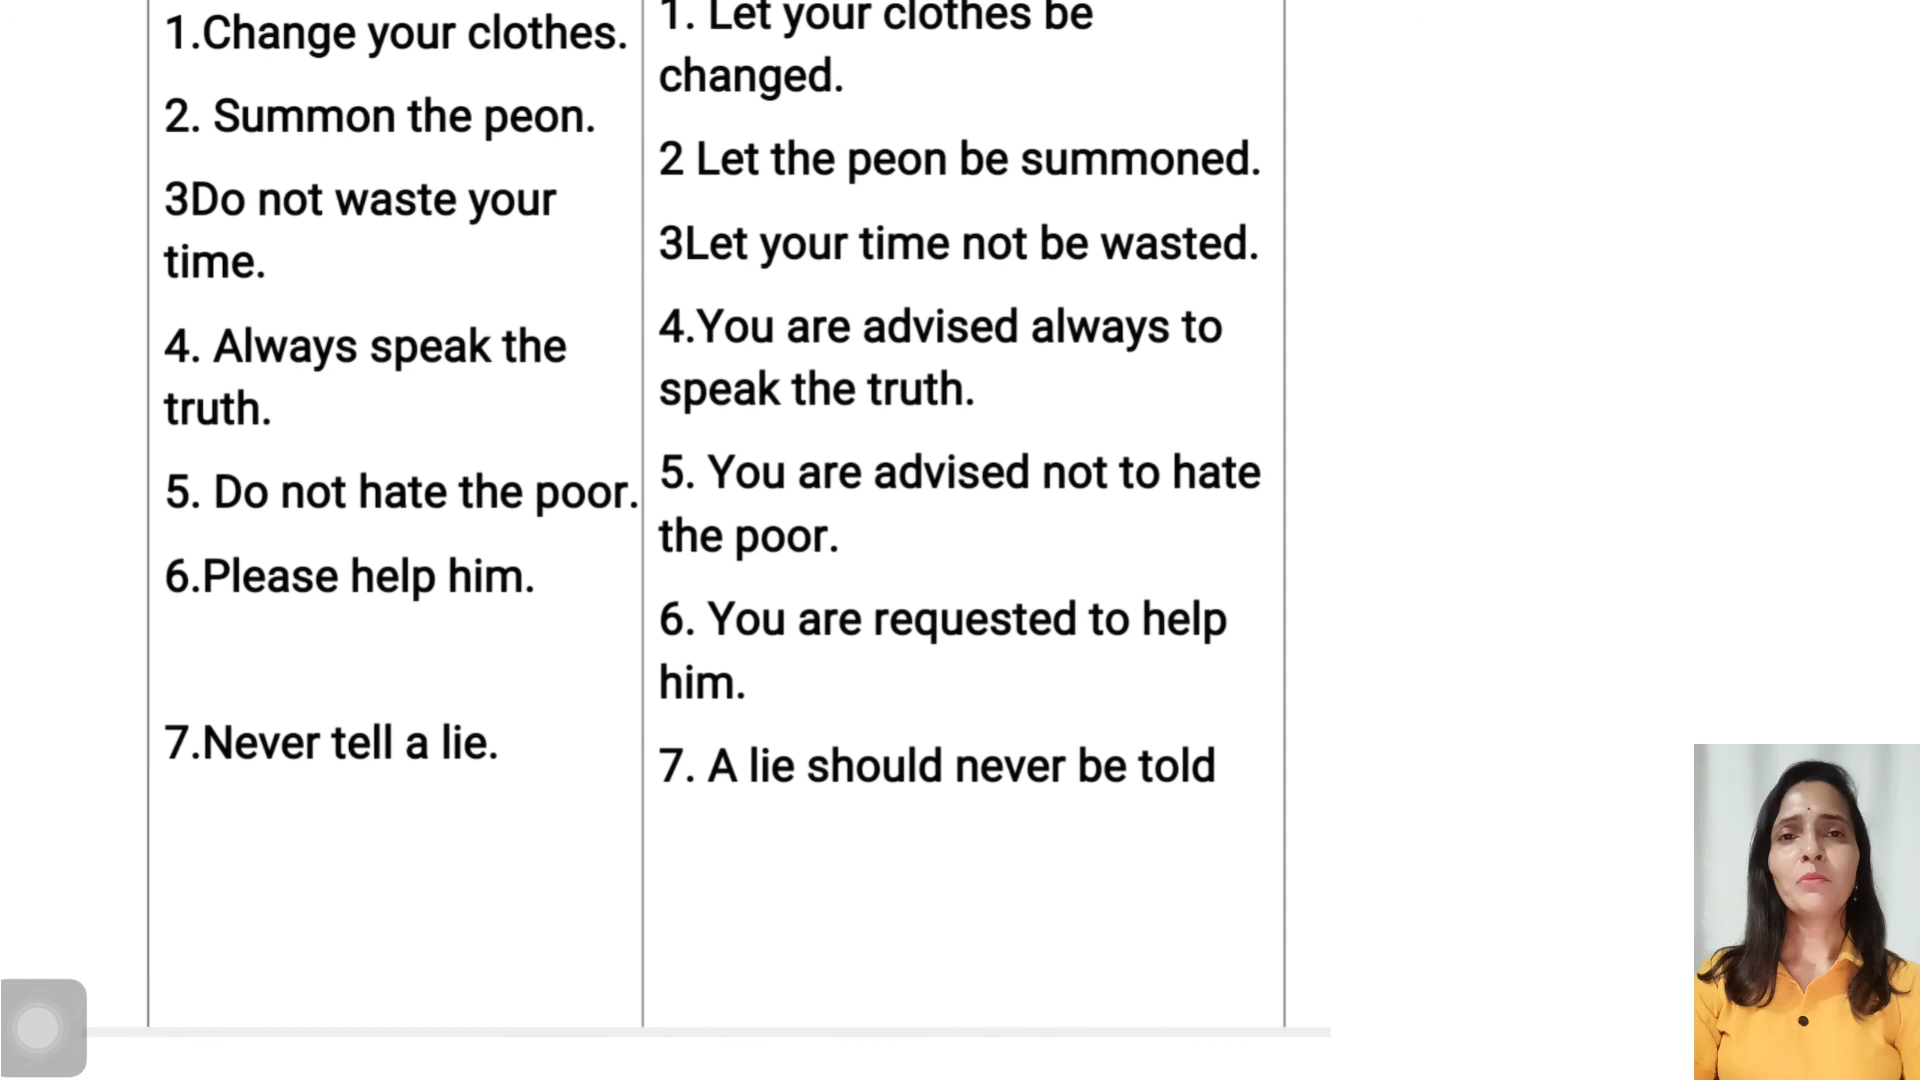 1.Change your clothes.
2. Summon the peon.
3Do not waste your
time.
4. Always speak the
truth.
5. Do not hate the poor.
6.Please help him.
7.Never tell a lie.
1. Let your clothes be
changed.
2 Let the peon be summoned.
3Let your time not be wasted.
4.You are advised always to
speak the truth.
5. You are advised not to hate
the poor.
6. You are requested to help
him.
7. A lie should never be told